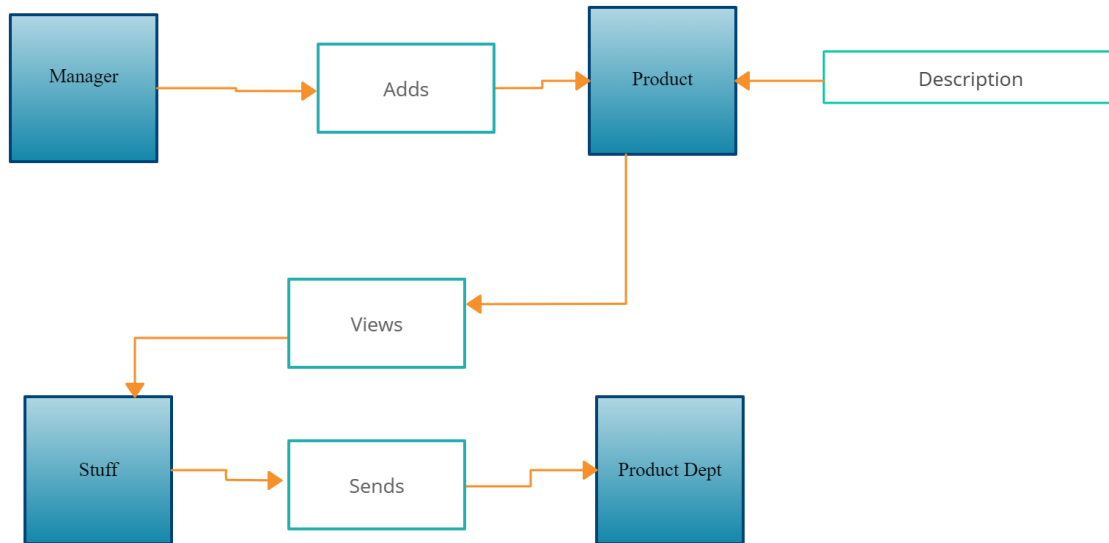 Manager
Adds
Product
Description
Views
Stuff
Sends
Product Dept